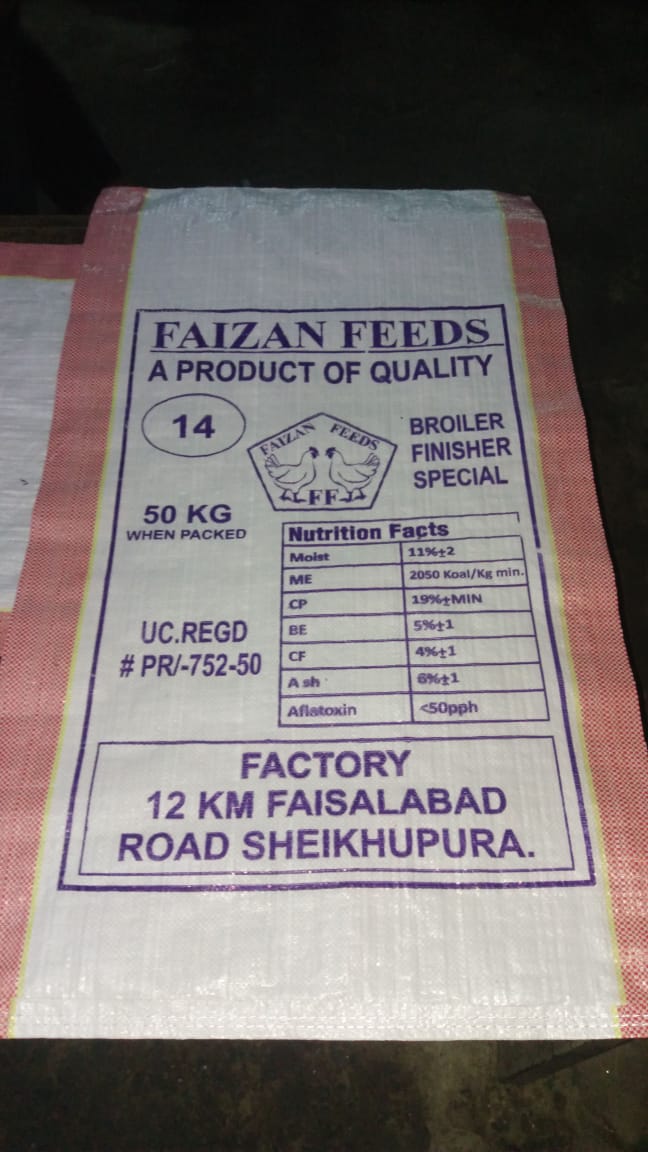 FAIZAN FEEDS
A PRODUCT OF QUALITY
14
FAIZAN FEEDS
FF
BROILER
FINISHER
SPECIAL
50 KG
WHEN PACKED
UC.REGD
# PR/-752-50
Nutrition Facts
Moist 11%±2
ME 2050 Koal/Kg min.
CP 19%±MIN
BE 5%±1
CF 4%±1
Ash 6%±1
Aflatoxin <50pph
FACTORY
12 KM FAISALABAD
ROAD SHEIKHUPURA.